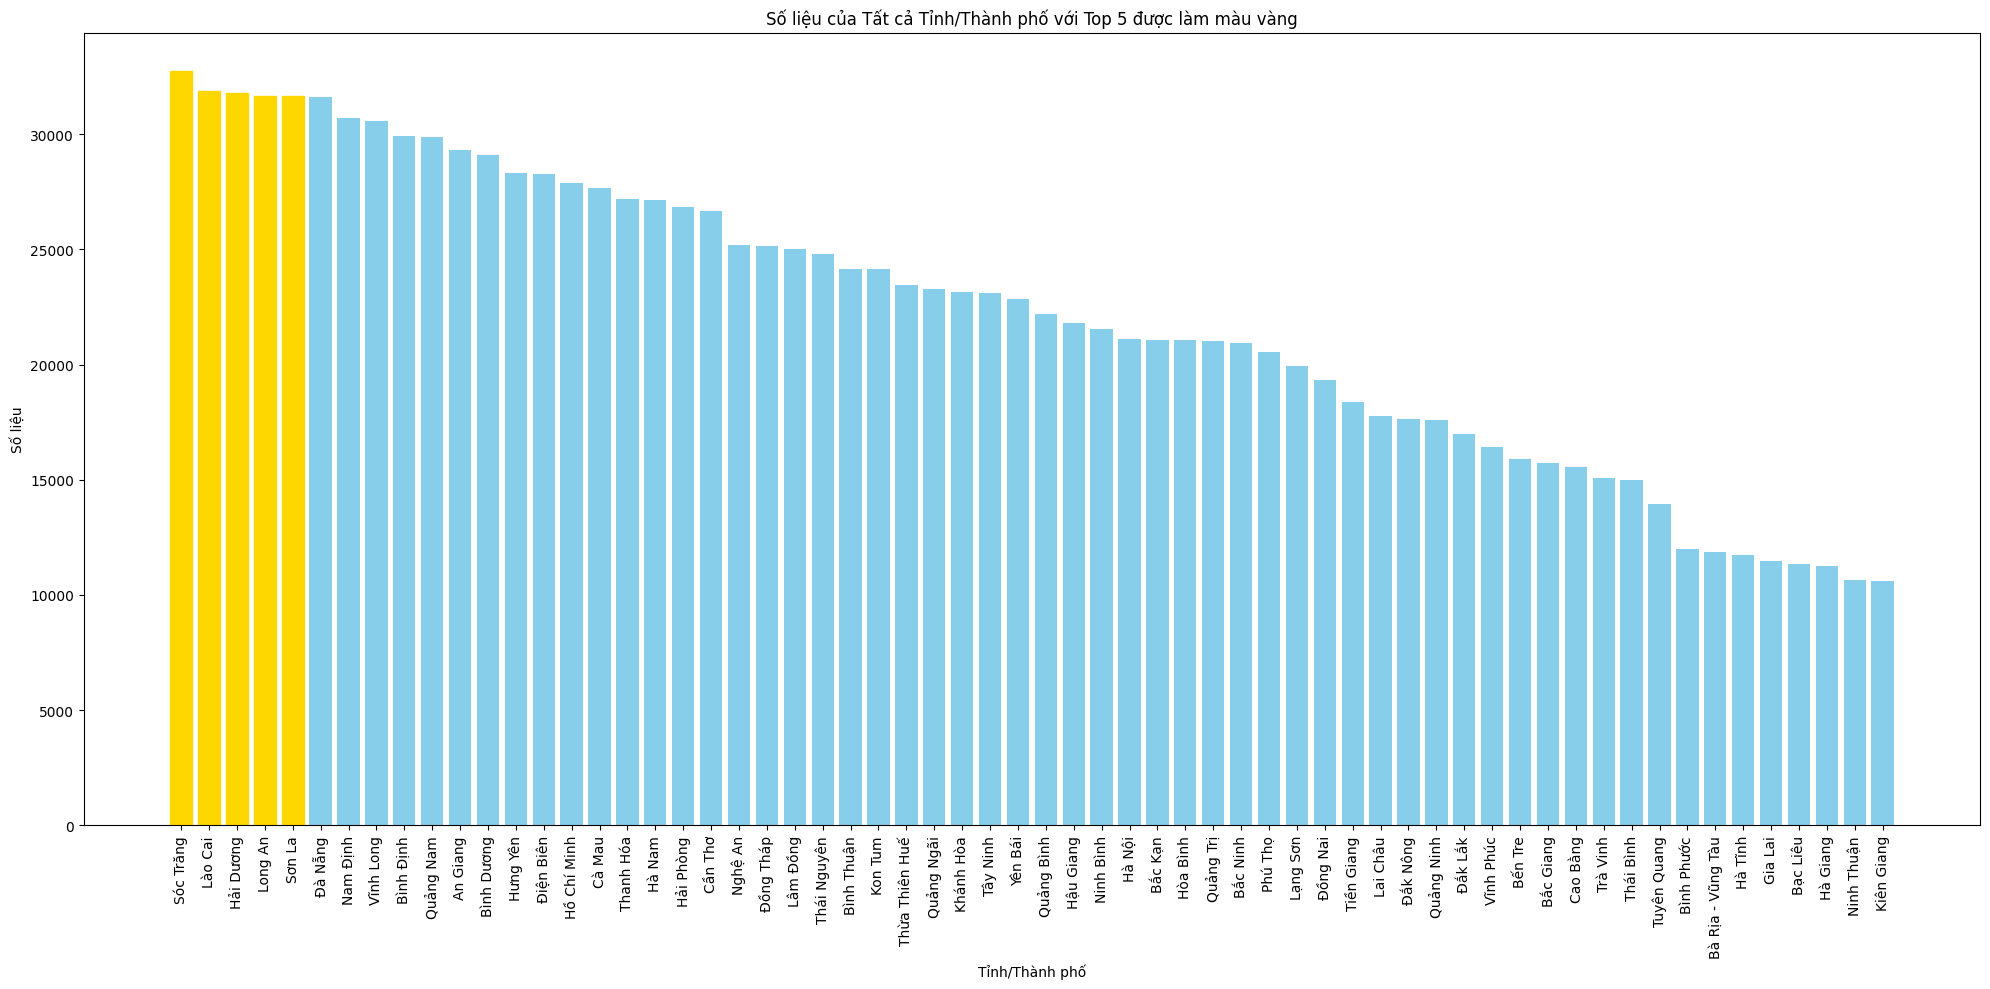 Số liệu của Tất cả Tỉnh/Thành phố với Top 5 được làm màu vàng
Số liệu
30000
25000
20000
15000
10000
5000
0
Sóc Trăng
Lào Cai
Hải Dương
Long An
Sơn La
Đà Nẵng
Nam Định
Vĩnh Long
Bình Định
Quảng Nam
An Giang
Bình Dương
Hưng Yên
Điện Biên
Hồ Chí Minh
Cà Mau
Thanh Hóa
Hà Nam
Hải Phòng
Cần Thơ
Nghệ An
Đồng Tháp
Lâm Đồng
Thái Nguyên
Bình Thuận
Kon Tum
Thừa Thiên Huế
Quảng Ngãi
Khánh Hòa
Tây Ninh
Yên Bái
Quảng Bình
Hậu Giang
Ninh Bình
Hà Nội
Bắc Kạn
Hòa Bình
Quảng Trị
Bắc Ninh
Phú Thọ
Lạng Sơn
Đồng Nai
Tiền Giang
Lai Châu
Đắk Nông
Quảng Ninh
Đắk Lắk
Vĩnh Phúc
Bến Tre
Bắc Giang
Cao Bằng
Trà Vinh
Thái Bình
Tuyên Quang
Bình Phước
Bà Rịa - Vũng Tàu
Hà Tĩnh
Gia Lai
Bạc Liêu
Hà Giang
Ninh Thuận
Kiên Giang
Tỉnh/Thành phố